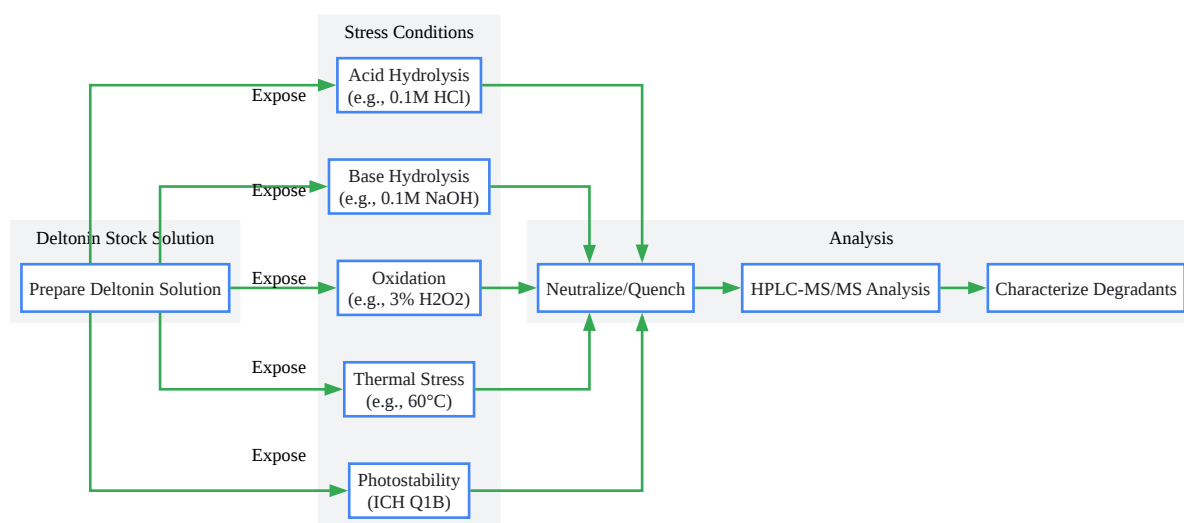 Stress Conditions
Acid Hydrolysis
(e.g., 0.1M HCl)
Expose
Base Hydrolysis
(e.g., 0.1M NaOH)
Expose
Deltonin Stock Solution
Prepare Deltonin Solution
Expose
Oxidation
(e.g., 3% H2O2)
Analysis
Neutralize/Quench
HPLC-MS/MS Analysis
Characterize Degradants
Expose
Thermal Stress
(e.g., 60°C)
Expose
Photostability
(ICH Q1B)